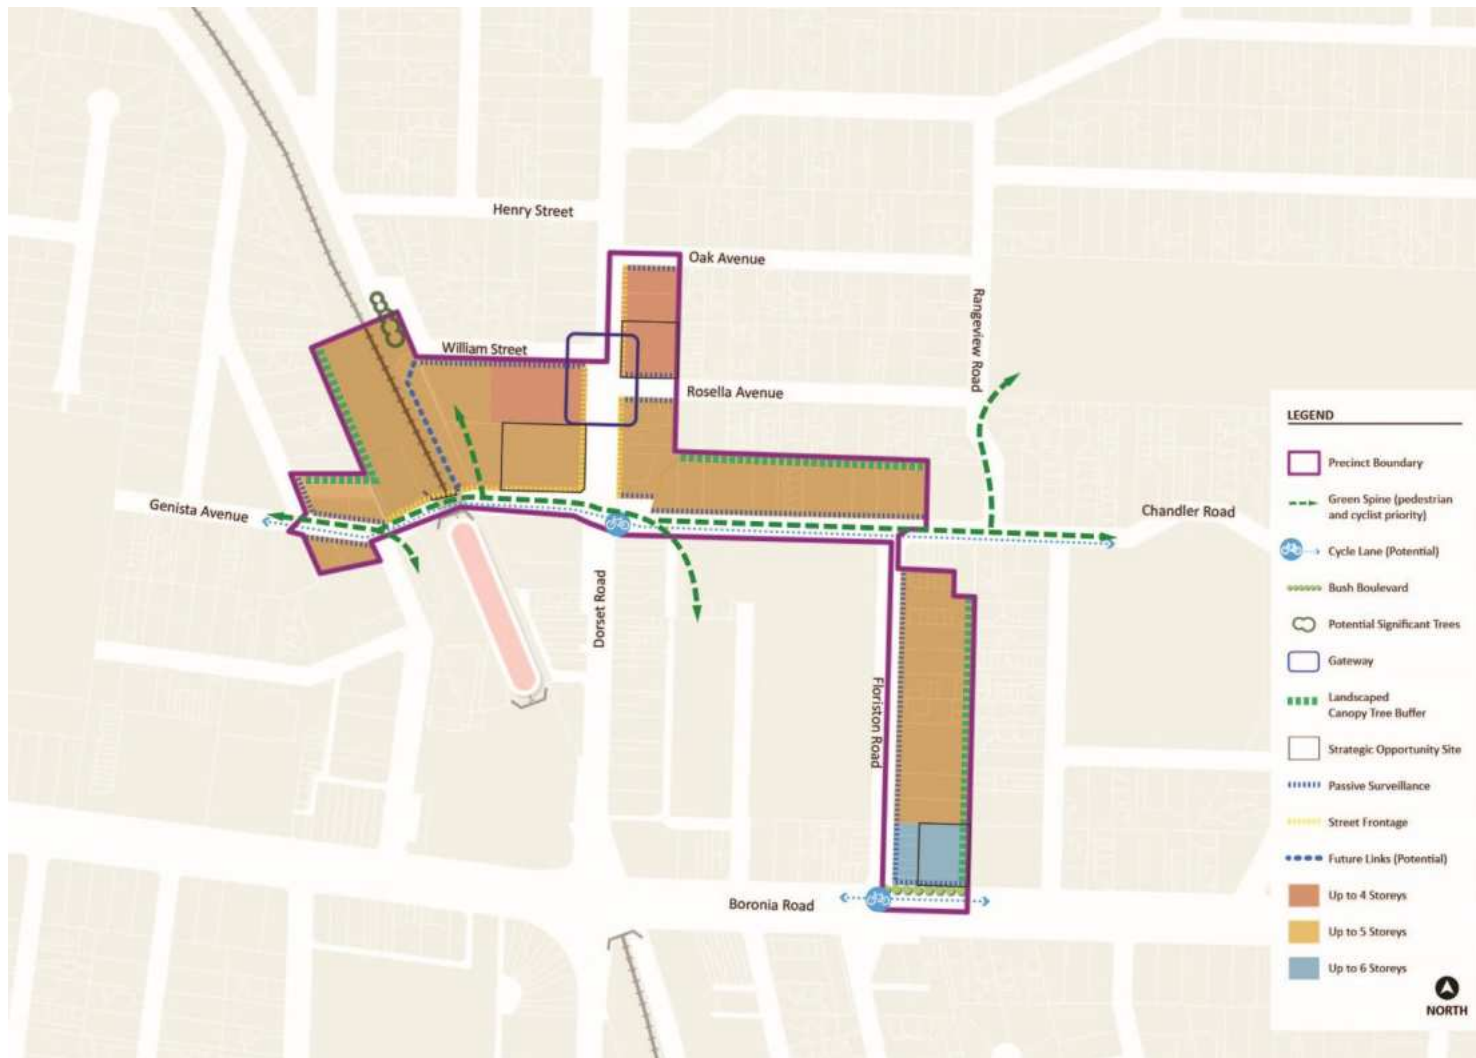 Henry Street
Oak Avenue
William Street
Rangeview Road
Rosella Avenue
Genista Avenue
Chandler Road
Dorset Road
Floriston Road
Boronia Road
LEGEND
Precinct Boundary
Green Spine (pedestrian
and cyclist priority)
Cycle Lane (Potential)
Bush Boulevard
Potential Significant Trees
Gateway
Landscaped
Canopy Tree Buffer
Strategic Opportunity Site
Passive Surveillance
Street Frontage
Future Links (Potential)
Up to 4 Storeys
Up to 5 Storeys
Up to 6 Storeys
NORTH